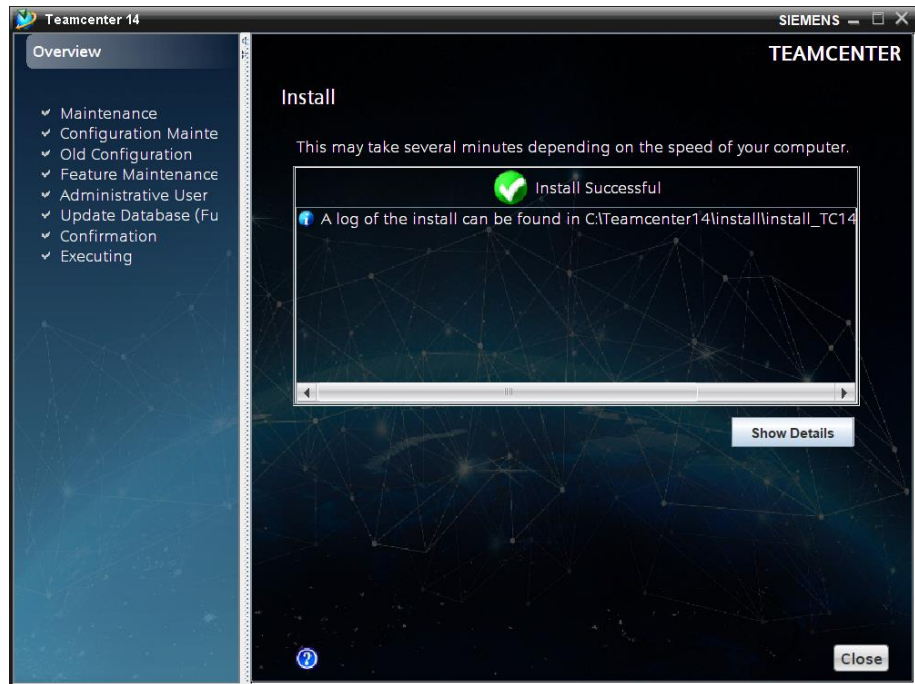 Teamcenter 14
SIEMENS
Overview
TEAMCENTER
Maintenance
Configuration Mainte
Old Configuration
Feature Maintenance
Administrative User
Update Database (Fu
Confirmation
Executing
Install
This may take several minutes depending on the speed of your computer.
Install Successful
A log of the install can be found in C:\Teamcenter14\install\install_TC14
Show Details
Close